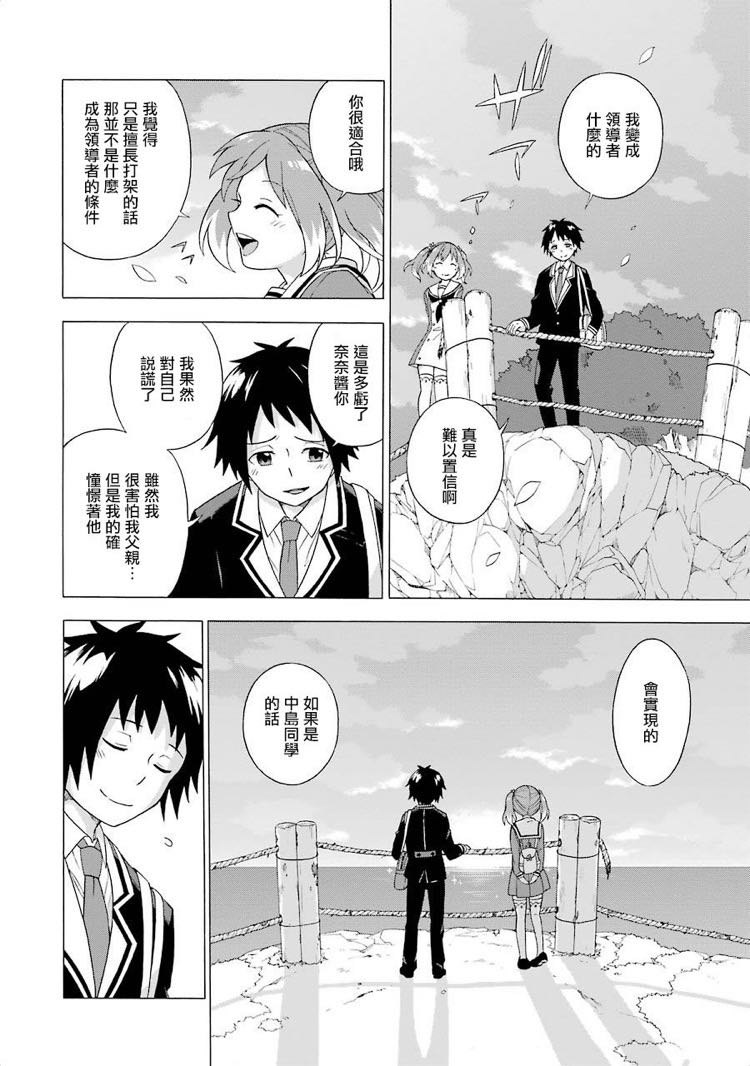 我變成
領導者
什麼的
真是
難以置信啊
你很適合哦
我覺得
只是擅長打架的話
那並不是什麼
成為領導者的條件
這是多虧了
奈奈醬你
我果然
對自己
説謊了
雖然我
很害怕我父親…
但是我的確
憧憬著他
會實現的
如果是
中島同學
的話